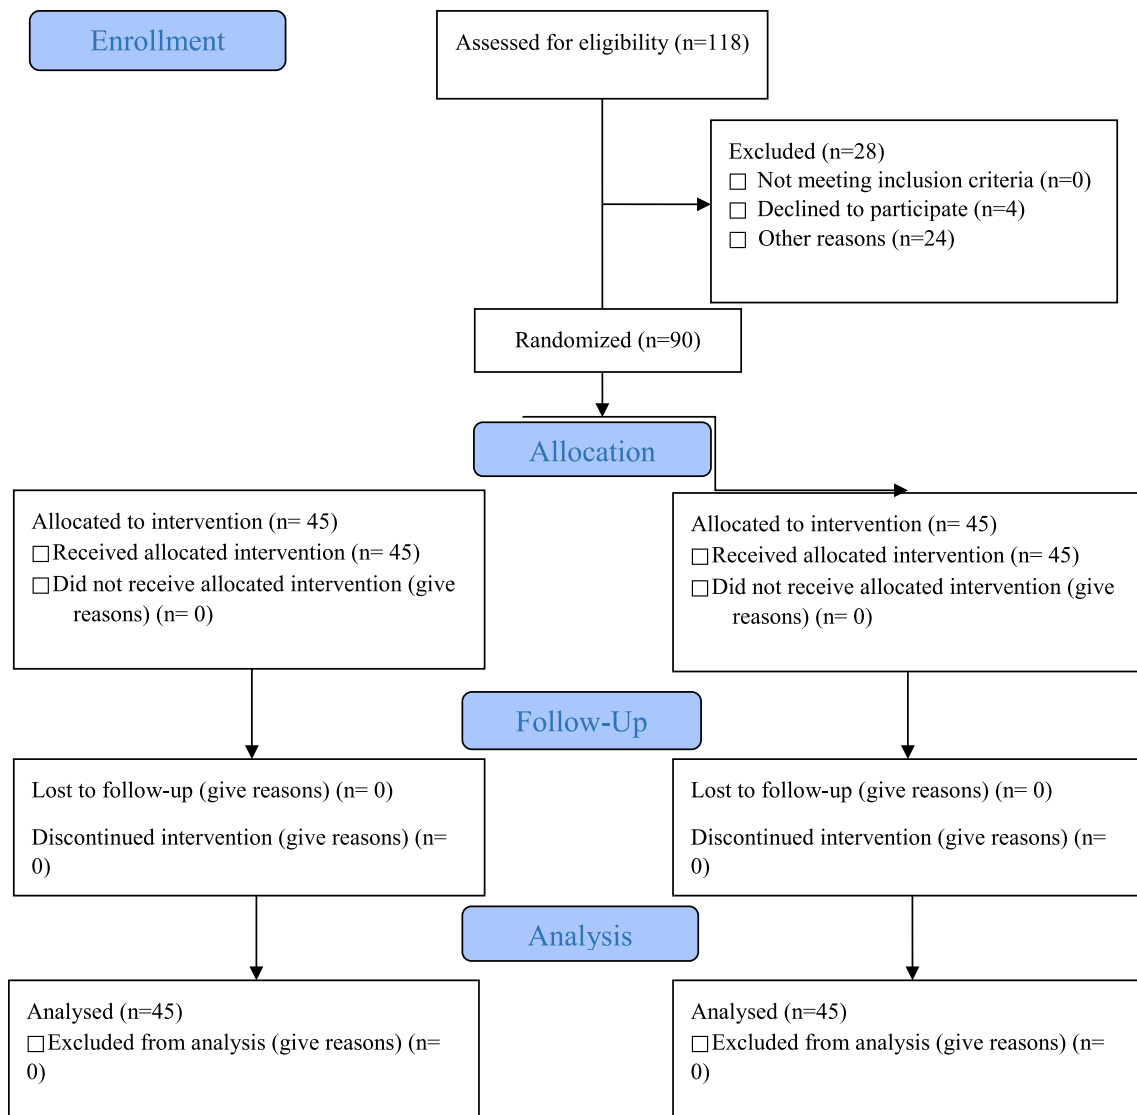 Enrollment
Assessed for eligibility (n=118)
Excluded (n=28)
□ Not meeting inclusion criteria (n=0)
□ Declined to participate (n=4)
□ Other reasons (n=24)
Randomized (n=90)
Allocation
Allocated to intervention (n= 45)
□Received allocated intervention (n= 45)
□Did not receive allocated intervention (give
reasons) (n= 0)
Allocated to intervention (n= 45)
□Received allocated intervention (n= 45)
□Did not receive allocated intervention (give
reasons) (n= 0)
Follow-Up
Lost to follow-up (give reasons) (n= 0)
Discontinued intervention (give reasons) (n=
0)
Lost to follow-up (give reasons) (n= 0)
Discontinued intervention (give reasons) (n=
0)
Analysis
Analysed (n=45)
□Excluded from analysis (give reasons) (n=
0)
Analysed (n=45)
□Excluded from analysis (give reasons) (n=
0)